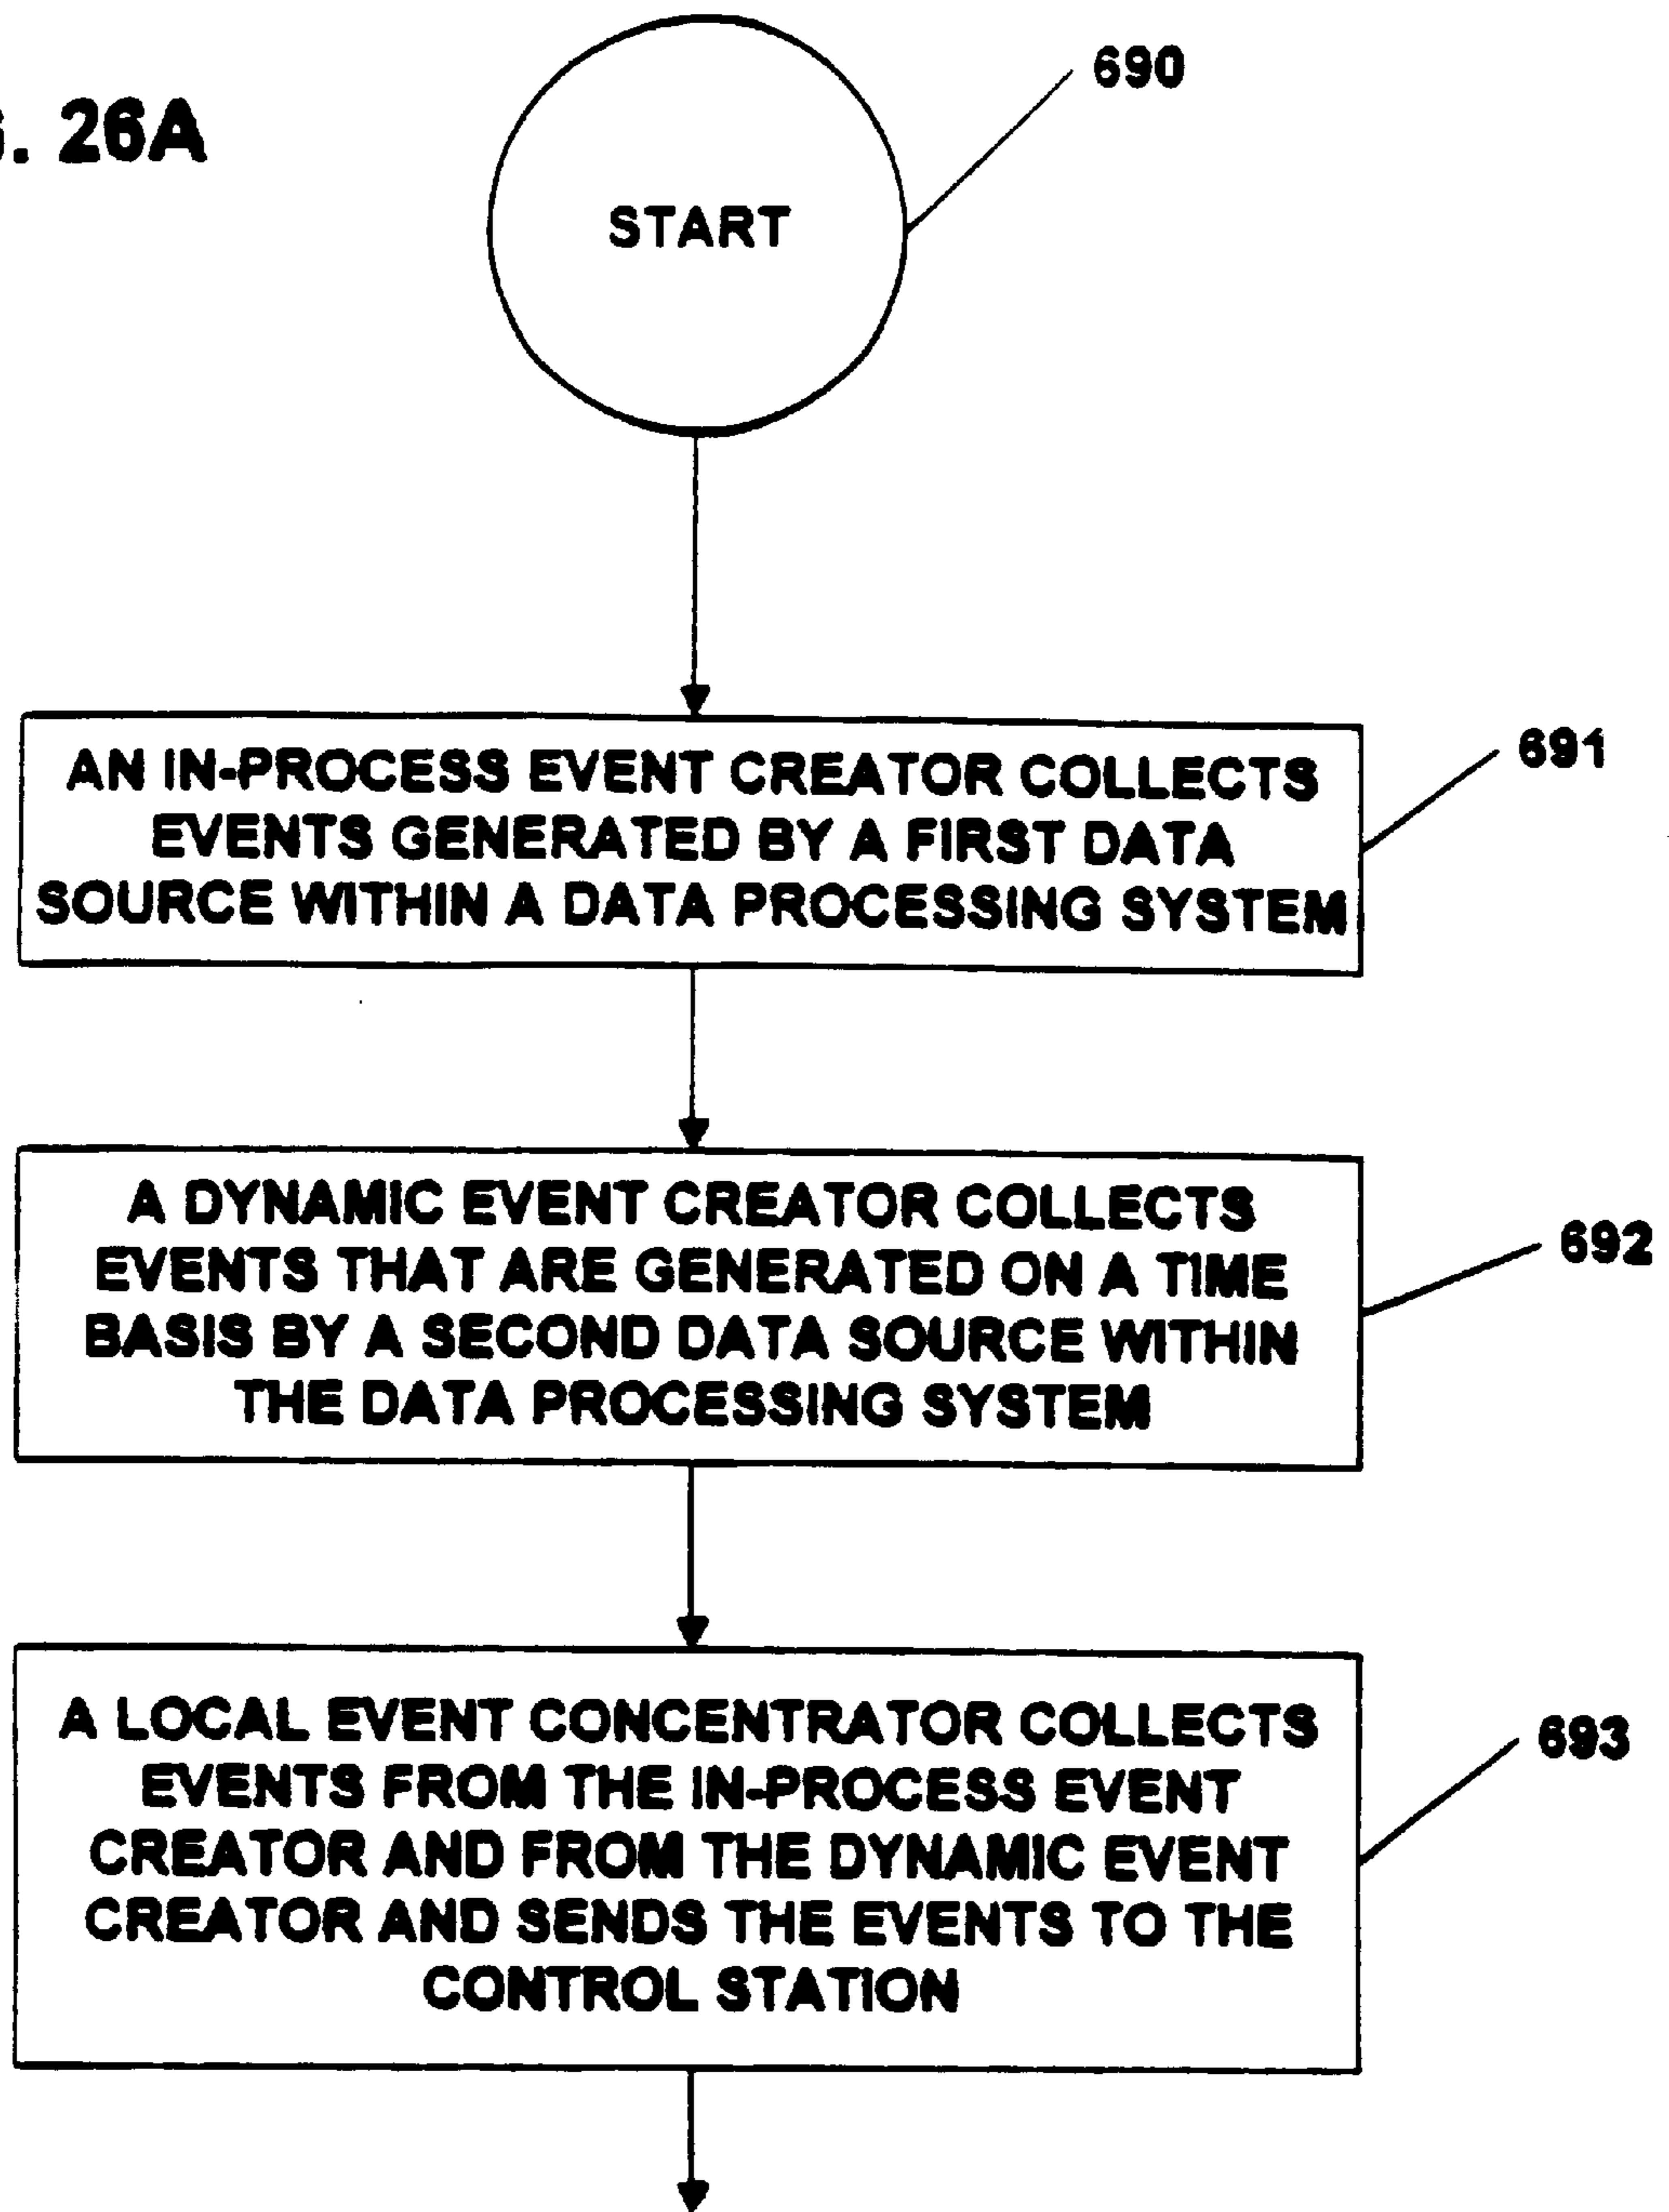 . 26A
690
START
691
AN IN-PROCESS EVENT CREATOR COLLECTS
EVENTS GENERATED BY A FIRST DATA
SOURCE WITHIN A DATA PROCESSING SYSTEM
692
A DYNAMIC EVENT CREATOR COLLECTS
EVENTS THAT ARE GENERATED ON A TIME
BASIS BY A SECOND DATA SOURCE WITHIN
THE DATA PROCESSING SYSTEM
693
A LOCAL EVENT CONCENTRATOR COLLECTS
EVENTS FROM THE IN-PROCESS EVENT
CREATOR AND FROM THE DYNAMIC EVENT
CREATOR AND SENDS THE EVENTS TO THE
CONTROL STATION